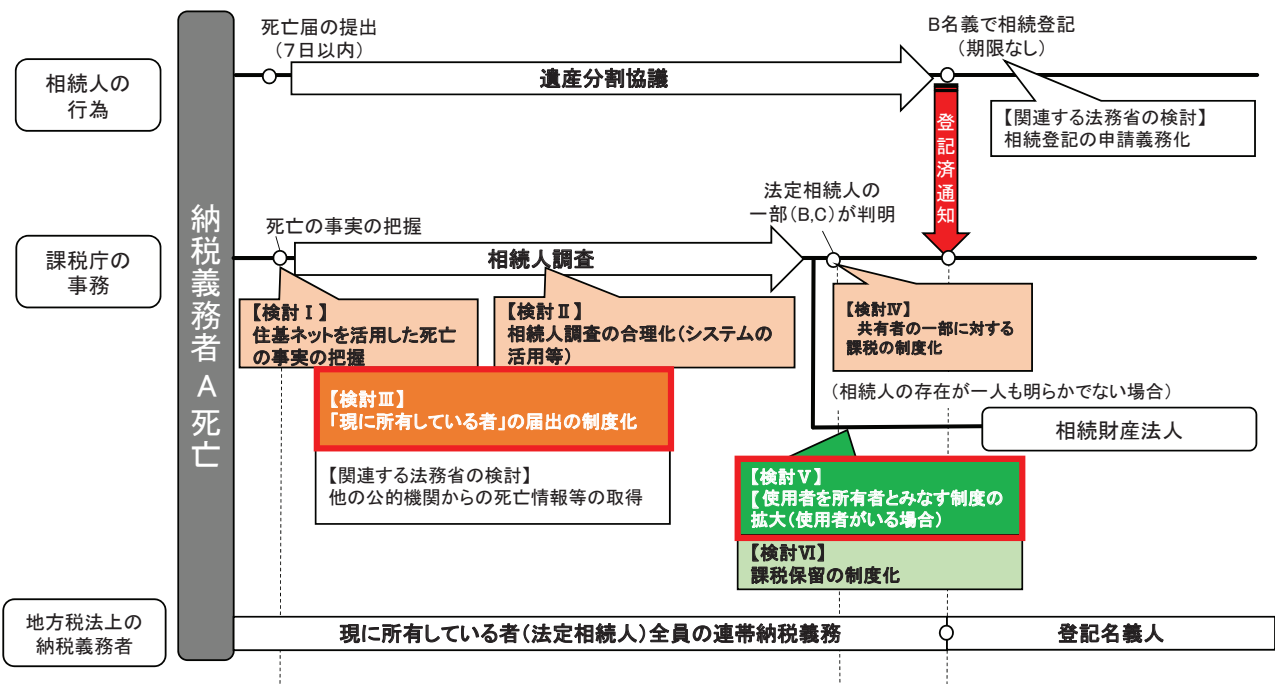 納税義務者A死亡
相続人の
行為
死亡届の提出
（7日以内）
遺産分割協議
B名義で相続登記
（期限なし）
【関連する法務省の検討】
相続登記の申請義務化
登記済通知
課税庁の
事務
死亡の事実の把握
相続人調査
法定相続人の
一部（B,C）が判明
【検討Ⅰ】
住基ネットを活用した死亡
の事実の把握
【検討Ⅱ】
相続人調査の合理化（システムの
活用等）
【検討Ⅳ】
共有者の一部に対する
課税の制度化
【検討Ⅲ】
「現に所有している者」の届出の制度化
【関連する法務省の検討】
他の公的機関からの死亡情報等の取得
（相続人の存在が一人も明らかでない場合）
相続財産法人
【検討Ⅴ】
【使用者を所有者とみなす制度の
拡大（使用者がいる場合）
【検討Ⅵ】
課税保留の制度化
地方税法上の
納税義務者
現に所有している者（法定相続人）全員の連帯納税義務
登記名義人